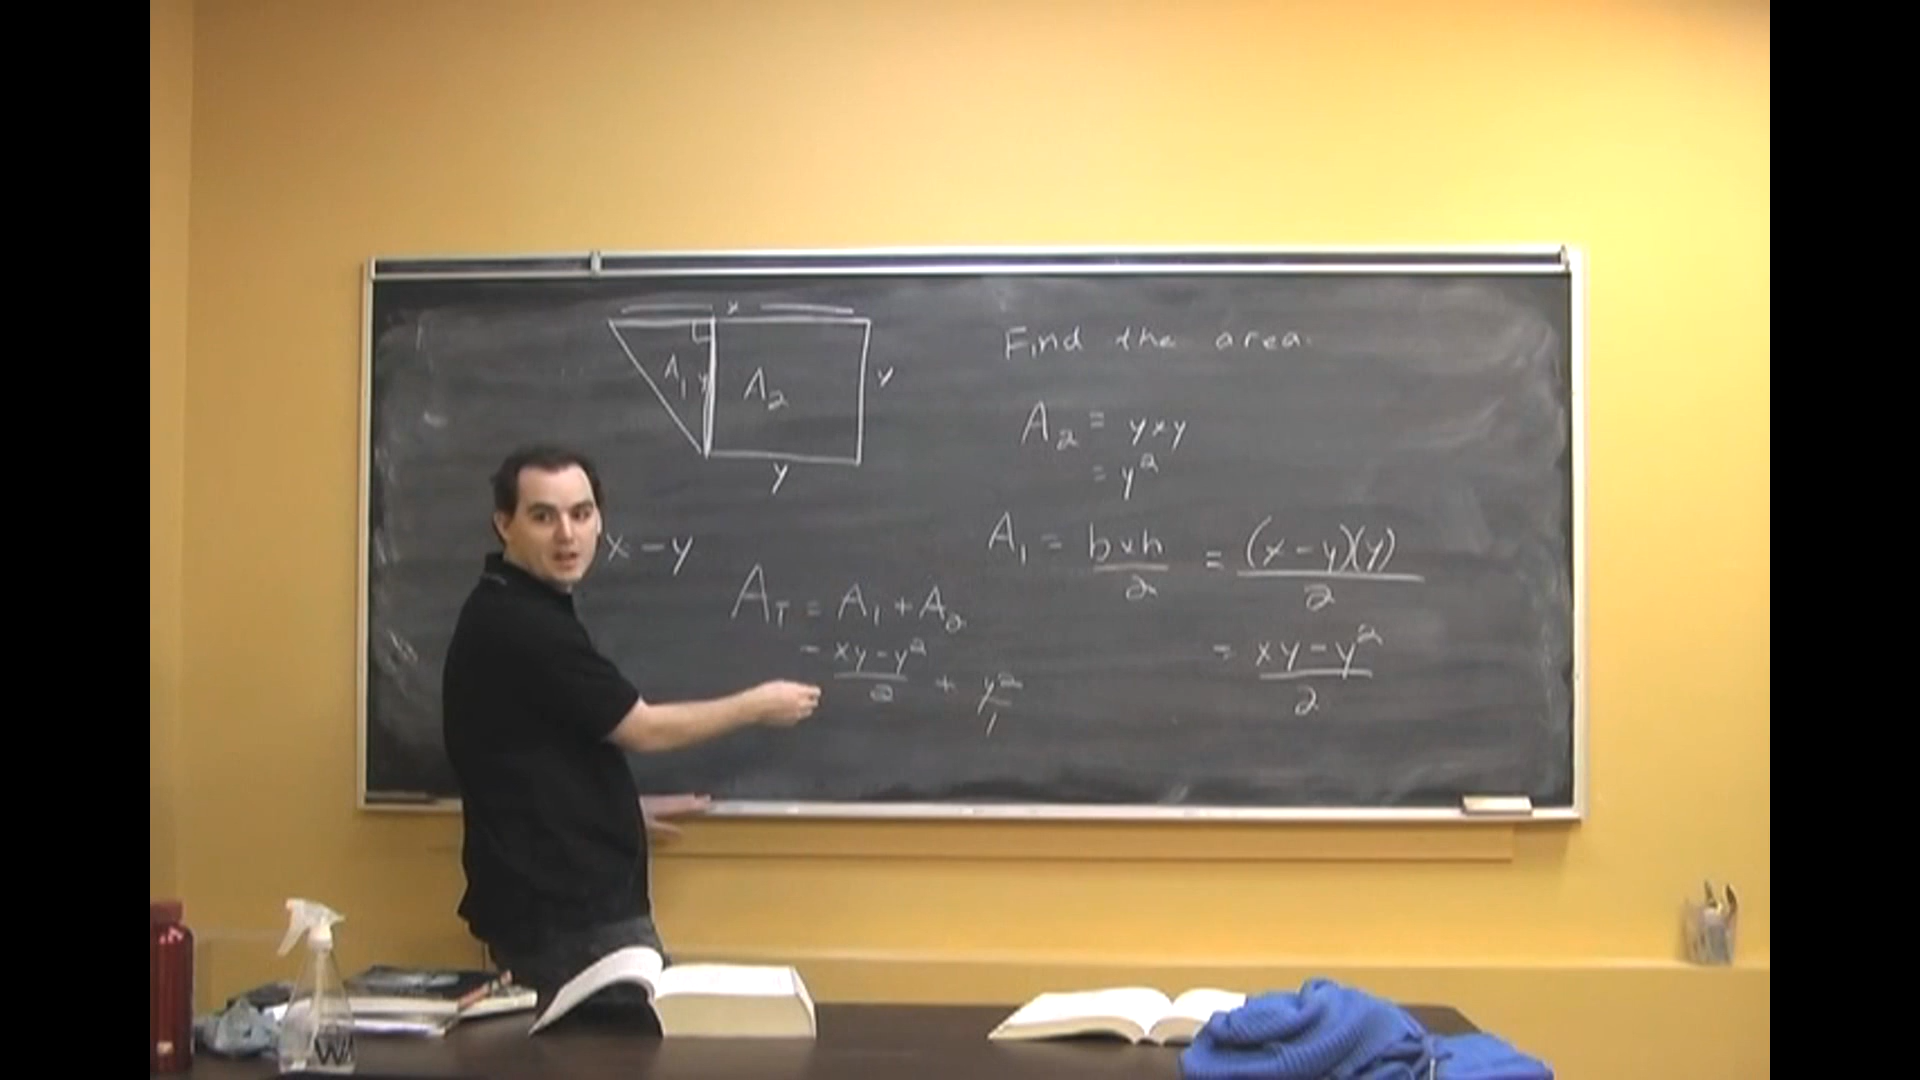 x
A₁ y A₂ y
y
Find the area.
A₂ = y × y
= y²
x - y
A₁ = b × h / 2 = (x - y)(y) / 2
= xy - y² / 2
A_T = A₁ + A₂
= xy - y² / 2 + y² / 1
W